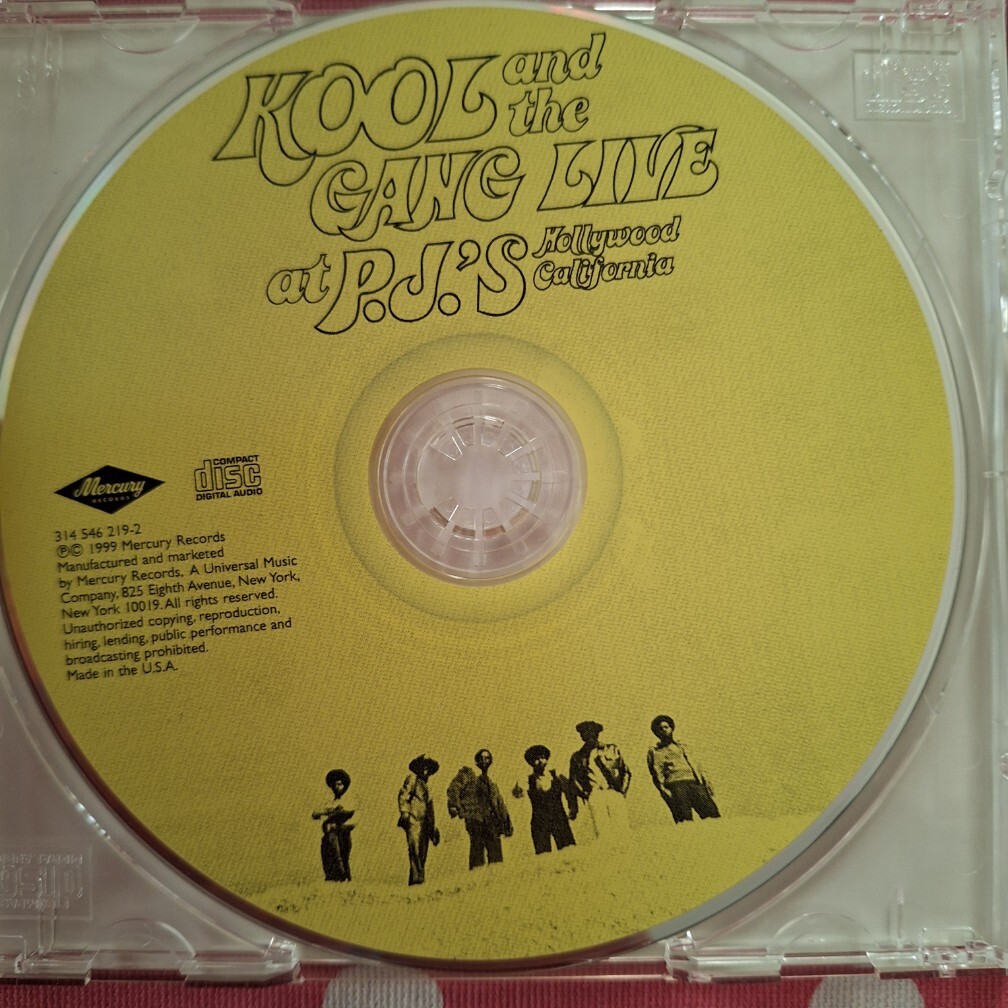 KOOL and the
GANG LIVE
at P.J.'S Hollywood
California
Mercury
RECORDS
COMPACT
disc
DIGITAL AUDIO
314 546 219-2
℗© 1999 Mercury Records
Manufactured and marketed
by Mercury Records, A Universal Music
Company, 825 Eighth Avenue, New York,
New York 10019. All rights reserved.
Unauthorized copying, reproduction,
hiring, lending, public performance and
broadcasting prohibited.
Made in the U.S.A.